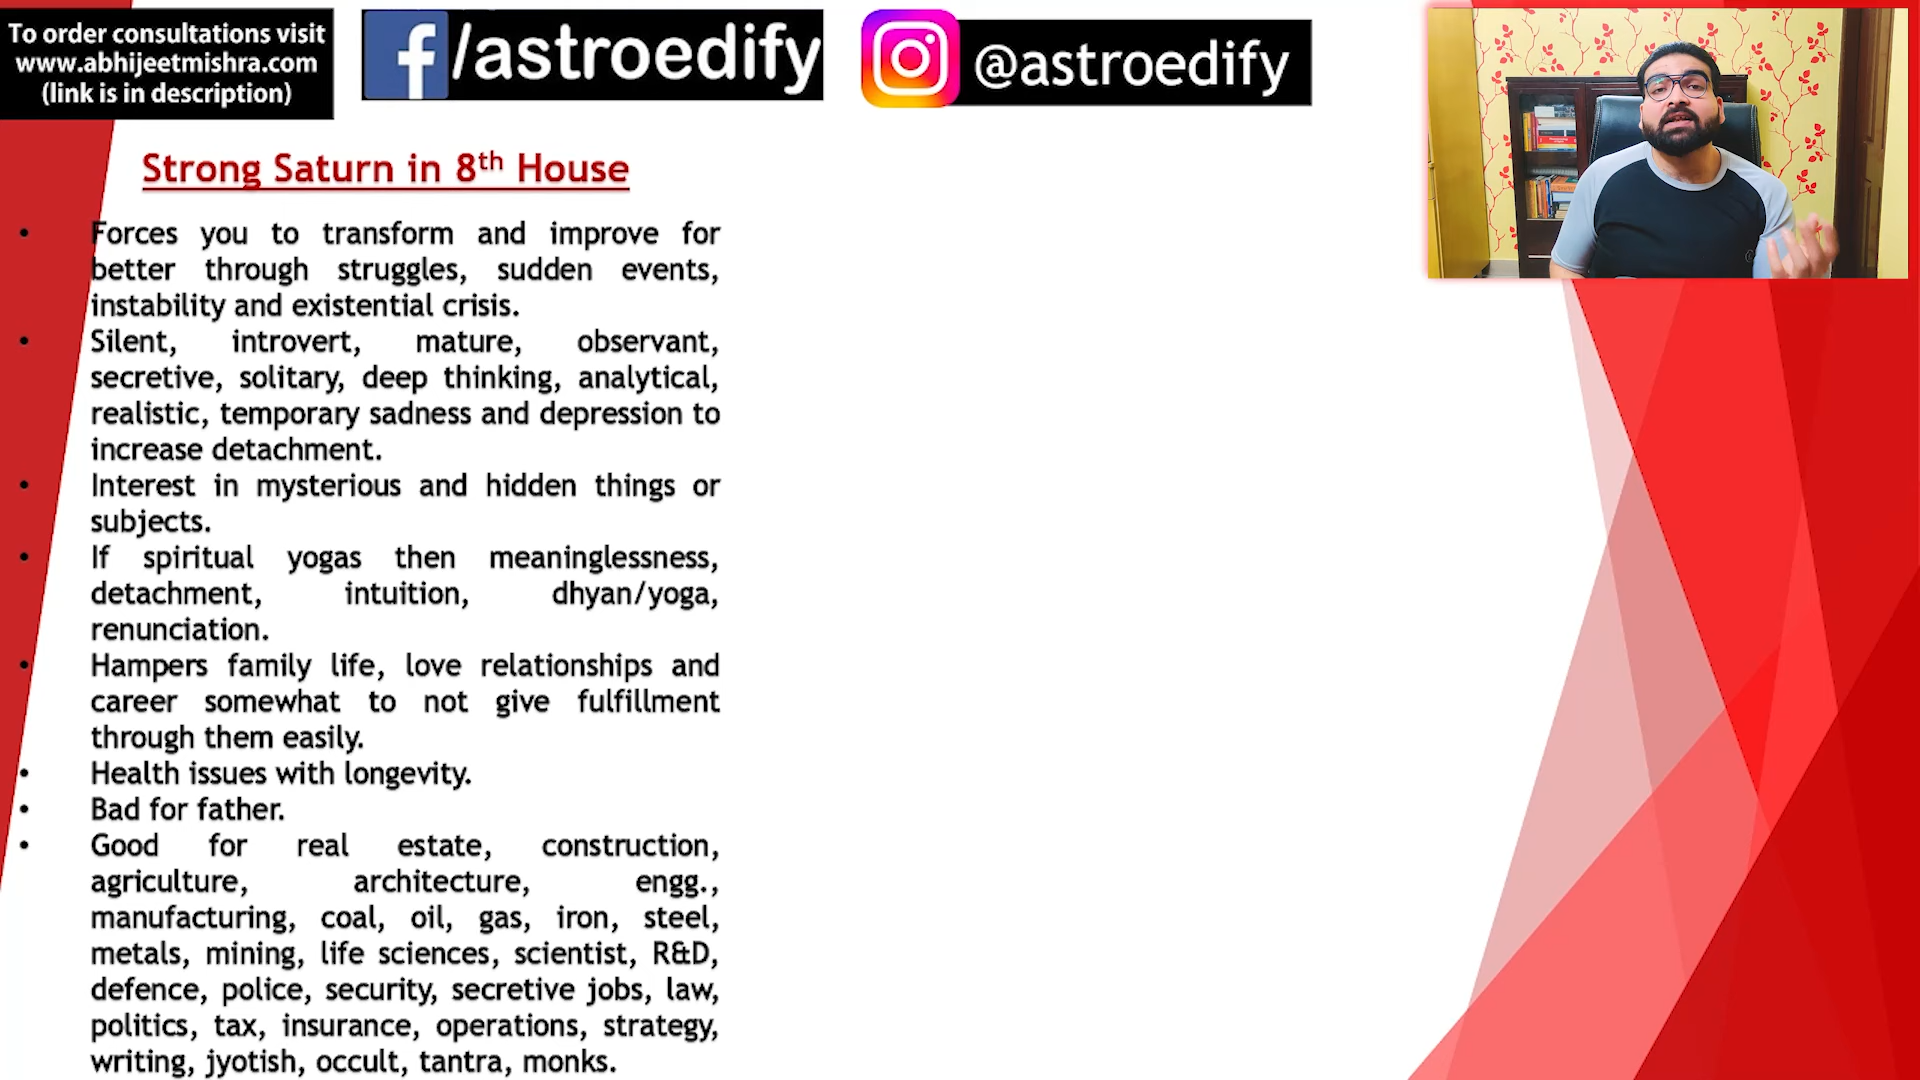 To order consultations visit
www.abhijeetmishra.com
(link is in description)
/astroedify
@astroedify
Strong Saturn in 8th House
• Forces you to transform and improve for
better through struggles, sudden events,
instability and existential crisis.
• Silent, introvert, mature, observant,
secretive, solitary, deep thinking, analytical,
realistic, temporary sadness and depression to
increase detachment.
• Interest in mysterious and hidden things or
subjects.
• If spiritual yogas then meaninglessness,
detachment, intuition, dhyan/yoga,
renunciation.
• Hampers family life, love relationships and
career somewhat to not give fulfillment
through them easily.
• Health issues with longevity.
• Bad for father.
• Good for real estate, construction,
agriculture, architecture, engg.,
manufacturing, coal, oil, gas, iron, steel,
metals, mining, life sciences, scientist, R&D,
defence, police, security, secretive jobs, law,
politics, tax, insurance, operations, strategy,
writing, jyotish, occult, tantra, monks.